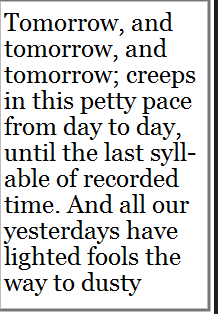 Tomorrow, and
tomorrow, and
tomorrow; creeps
in this petty pace
from day to day,
until the last syll-
able of recorded
time. And all our
yesterdays have
lighted fools the
way to dusty